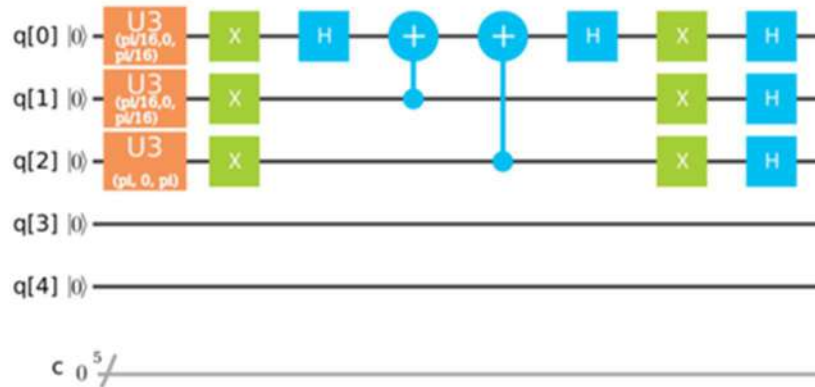 q[0] |0⟩ U3 (pi/16,0, pi/16) X H + + H X H
q[1] |0⟩ U3 (pi/16,0, pi/16) X X H
q[2] |0⟩ U3 (pi, 0, pi) X X H
q[3] |0⟩
q[4] |0⟩
c 0 5